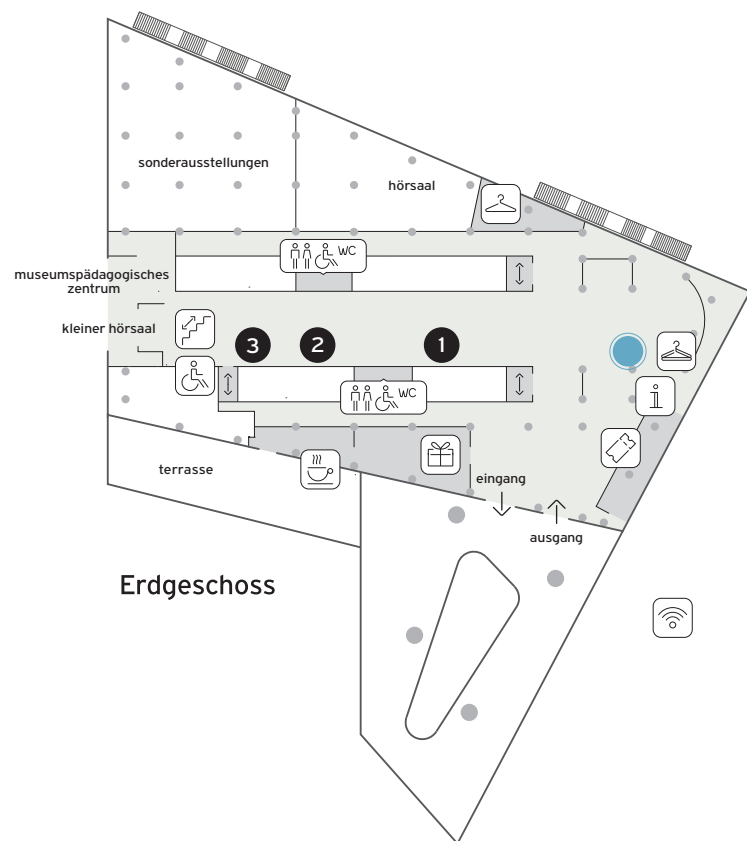 sonderausstellungen
hörsaal
WC
museumspädagogisches
zentrum
kleiner hörsaal
3
2
1
WC
i
terrasse
eingang
ausgang
Erdgeschoss